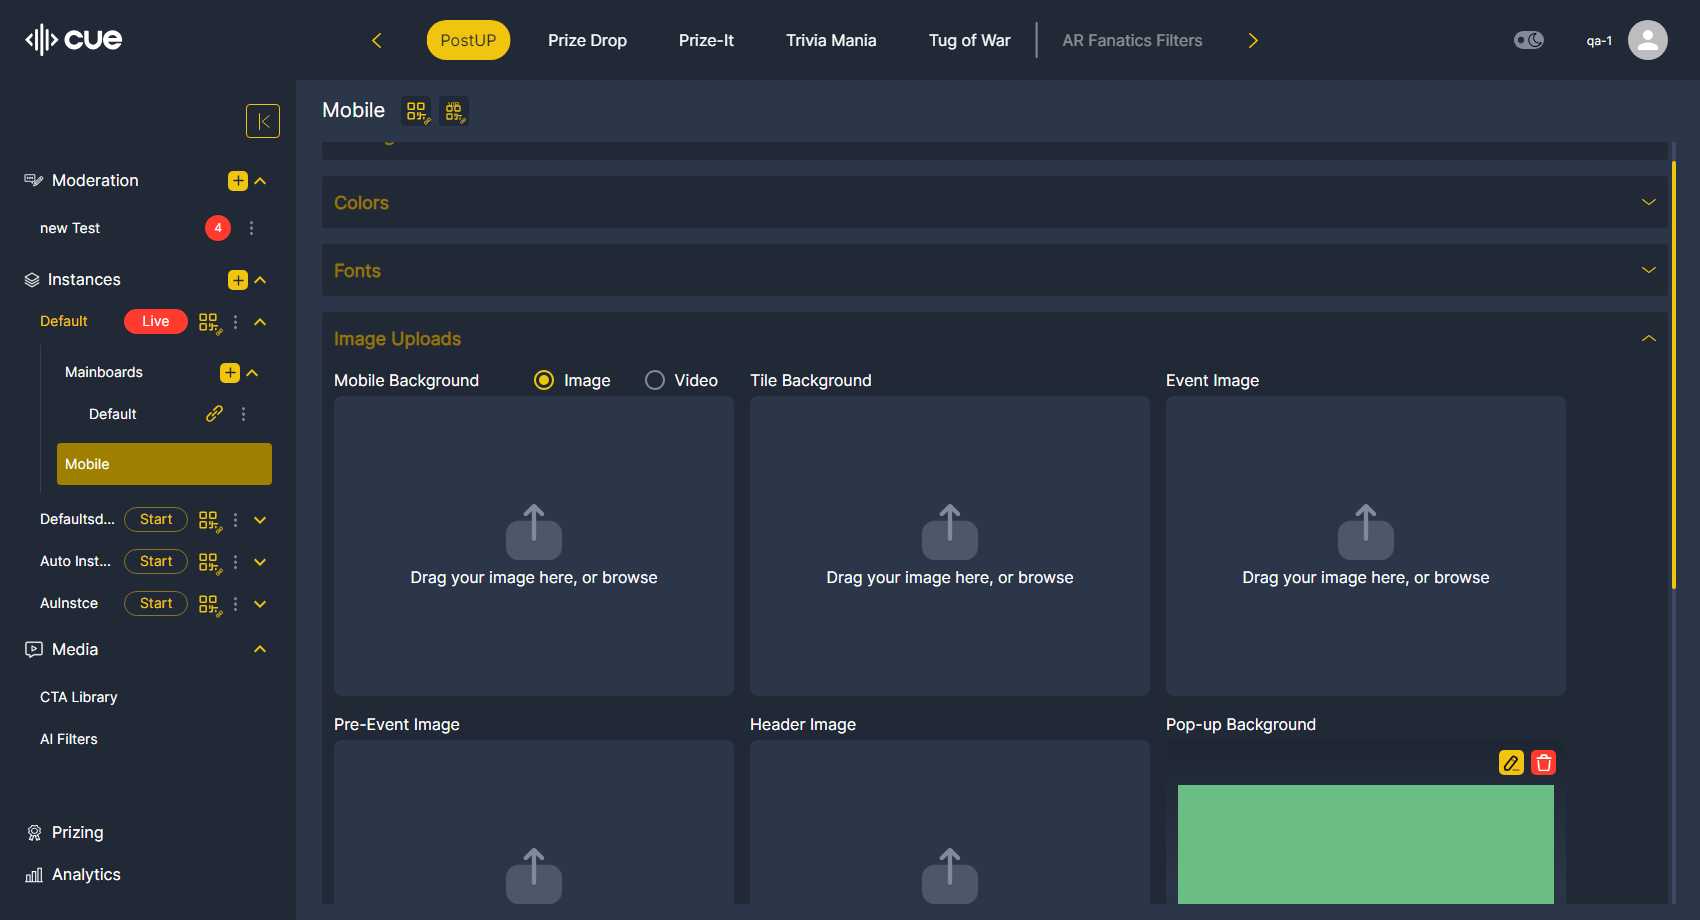 cue
PostUP
Prize Drop
Prize-It
Trivia Mania
Tug of War
AR Fanatics Filters
qa-1
Mobile
VIP
Moderation
new Test
4
Instances
Default
Live
Mainboards
Default
Mobile
Defaultsd...
Start
Auto Inst...
Start
AuInstce
Start
Media
CTA Library
AI Filters
Prizing
Analytics
Colors
Fonts
Image Uploads
Mobile Background
Image
Video
Tile Background
Event Image
Drag your image here, or browse
Drag your image here, or browse
Drag your image here, or browse
Pre-Event Image
Header Image
Pop-up Background